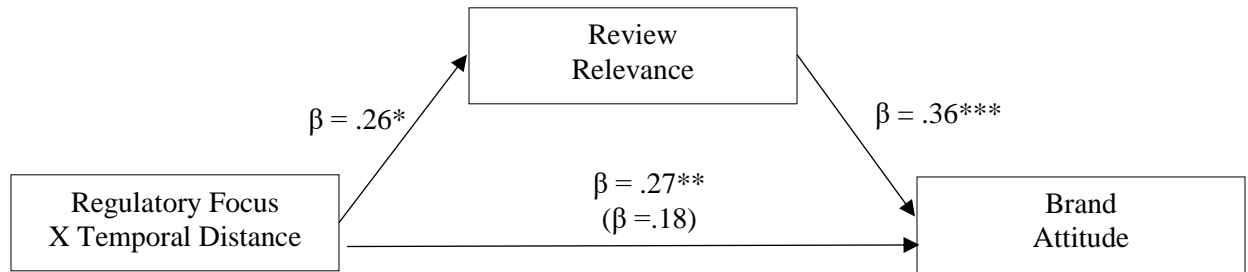 Review
Relevance
β = .26*
β = .36***
β = .27**
(β =.18)
Regulatory Focus
X Temporal Distance
Brand
Attitude